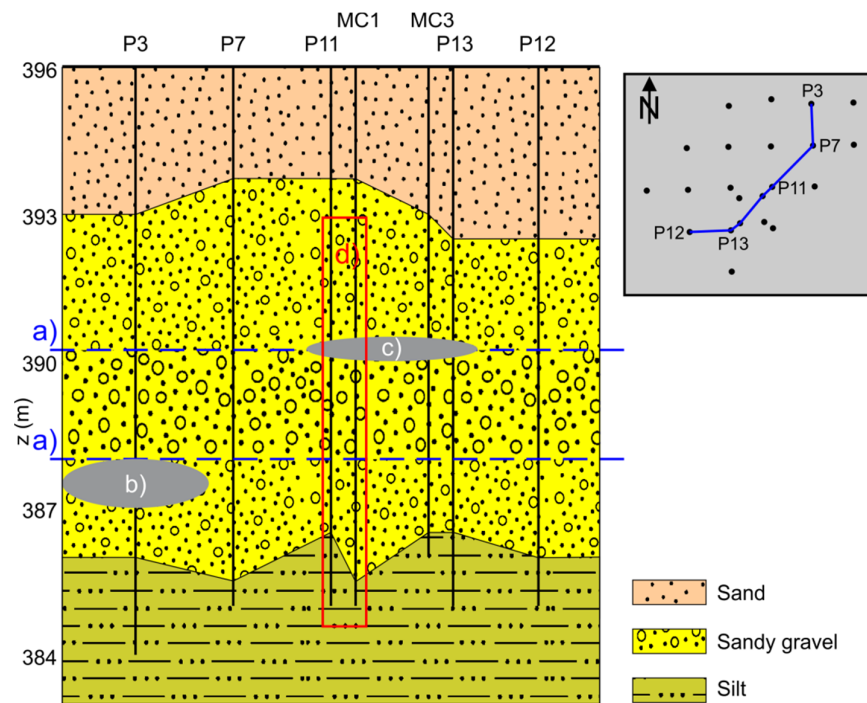 MC1 MC3
P3 P7 P11 P13 P12
396
393
390
387
384
z (m)
a)
a)
b)
c)
d)
N
P3
P7
P11
P12
P13
Sand
Sandy gravel
Silt